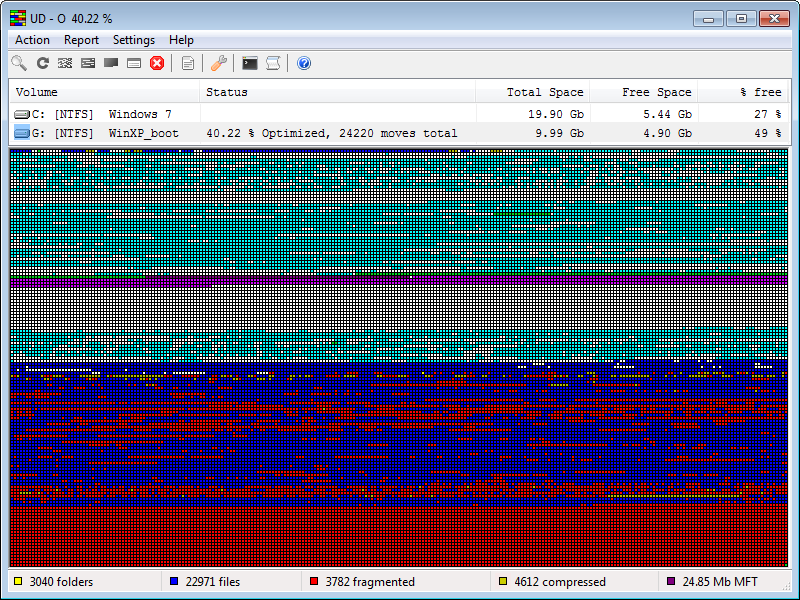 UD - O 40.22 %
Action Report Settings Help
Volume Status Total Space Free Space % free
C: [NTFS] Windows 7 19.90 Gb 5.44 Gb 27 %
G: [NTFS] WinXP_boot 40.22 % Optimized, 24220 moves total 9.99 Gb 4.90 Gb 49 %
3040 folders 22971 files 3782 fragmented 4612 compressed 24.85 Mb MFT